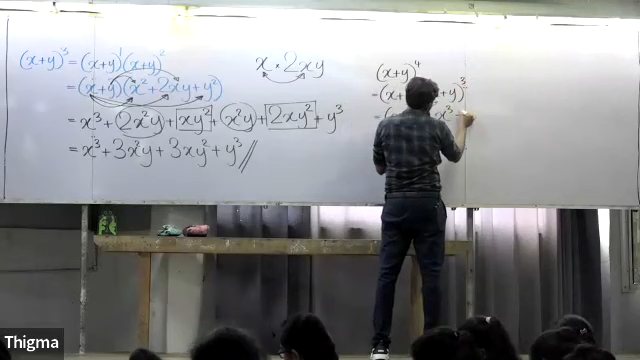 (x+y)³ = (x+y)¹(x+y)²
= (x+y)(x²+2xy+y²)
= x³+2x²y+xy²+x²y+2xy²+y³
= x³+3x²y+3xy²+y³//
x · 2xy
(x+y)⁴
=(x+ +y)³
=( x³+
Thigma